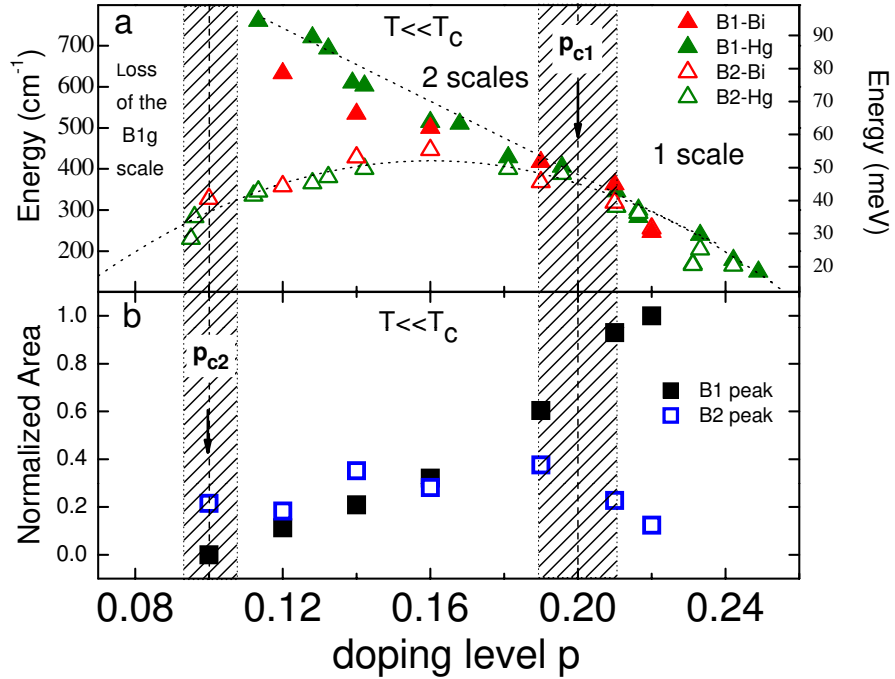 a
T<<Tc
pc1
B1-Bi
B1-Hg
B2-Bi
B2-Hg
Loss
of the
B1g
scale
2 scales
1 scale
Energy (cm-1)
700
600
500
400
300
200
Energy (meV)
90
80
70
60
50
40
30
20
b
T<<Tc
pc2
B1 peak
B2 peak
Normalized Area
1.0
0.8
0.6
0.4
0.2
0.0
0.08 0.12 0.16 0.20 0.24
doping level p